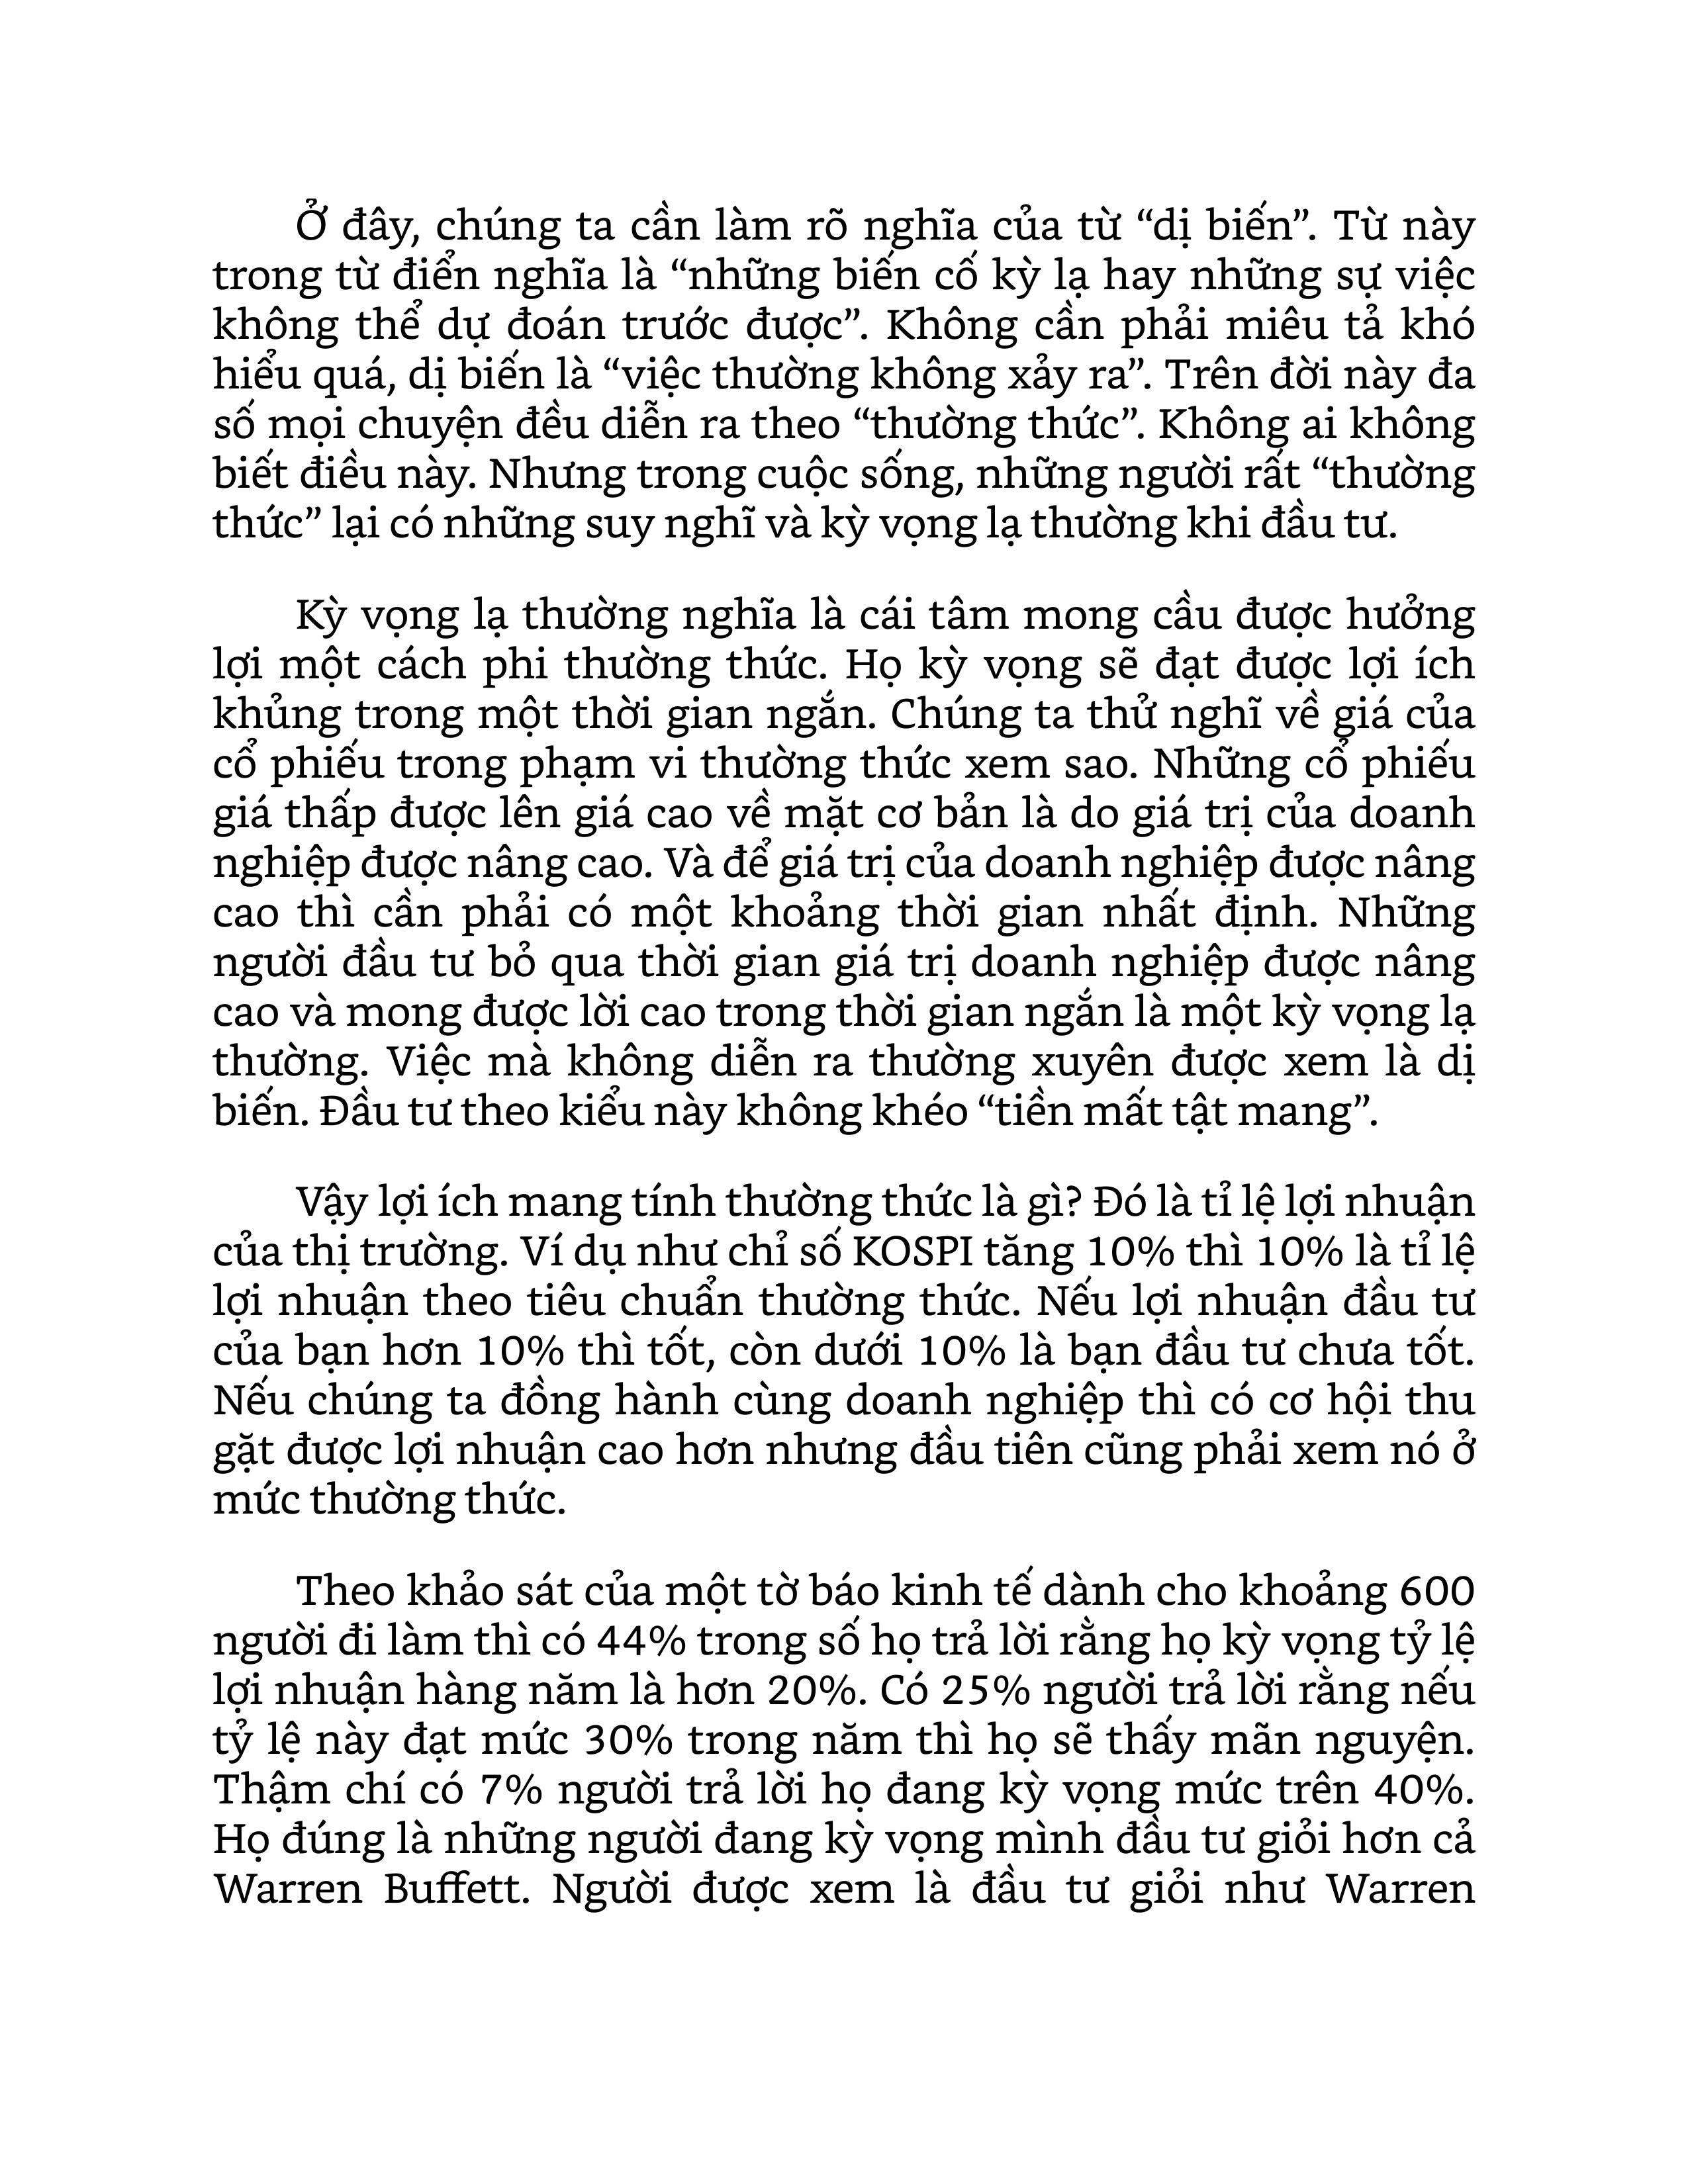 Ở đây, chúng ta cần làm rõ nghĩa của từ “dị biến”. Từ này
trong từ điển nghĩa là “những biến cố kỳ lạ hay những sự việc
không thể dự đoán trước được”. Không cần phải miêu tả khó
hiểu quá, dị biến là “việc thường không xảy ra”. Trên đời này đa
số mọi chuyện đều diễn ra theo “thường thức”. Không ai không
biết điều này. Nhưng trong cuộc sống, những người rất “thường
thức” lại có những suy nghĩ và kỳ vọng lạ thường khi đầu tư.
Kỳ vọng lạ thường nghĩa là cái tâm mong cầu được hưởng
lợi một cách phi thường thức. Họ kỳ vọng sẽ đạt được lợi ích
khủng trong một thời gian ngắn. Chúng ta thử nghĩ về giá của
cổ phiếu trong phạm vi thường thức xem sao. Những cổ phiếu
giá thấp được lên giá cao về mặt cơ bản là do giá trị của doanh
nghiệp được nâng cao. Và để giá trị của doanh nghiệp được nâng
cao thì cần phải có một khoảng thời gian nhất định. Những
người đầu tư bỏ qua thời gian giá trị doanh nghiệp được nâng
cao và mong được lời cao trong thời gian ngắn là một kỳ vọng lạ
thường. Việc mà không diễn ra thường xuyên được xem là dị
biến. Đầu tư theo kiểu này không khéo “tiền mất tật mang”.
Vậy lợi ích mang tính thường thức là gì? Đó là tỉ lệ lợi nhuận
của thị trường. Ví dụ như chỉ số KOSPI tăng 10% thì 10% là tỉ lệ
lợi nhuận theo tiêu chuẩn thường thức. Nếu lợi nhuận đầu tư
của bạn hơn 10% thì tốt, còn dưới 10% là bạn đầu tư chưa tốt.
Nếu chúng ta đồng hành cùng doanh nghiệp thì có cơ hội thu
gặt được lợi nhuận cao hơn nhưng đầu tiên cũng phải xem nó ở
mức thường thức.
Theo khảo sát của một tờ báo kinh tế dành cho khoảng 600
người đi làm thì có 44% trong số họ trả lời rằng họ kỳ vọng tỷ lệ
lợi nhuận hàng năm là hơn 20%. Có 25% người trả lời rằng nếu
tỷ lệ này đạt mức 30% trong năm thì họ sẽ thấy mãn nguyện.
Thậm chí có 7% người trả lời họ đang kỳ vọng mức trên 40%.
Họ đúng là những người đang kỳ vọng mình đầu tư giỏi hơn cả
Warren Buffett. Người được xem là đầu tư giỏi như Warren